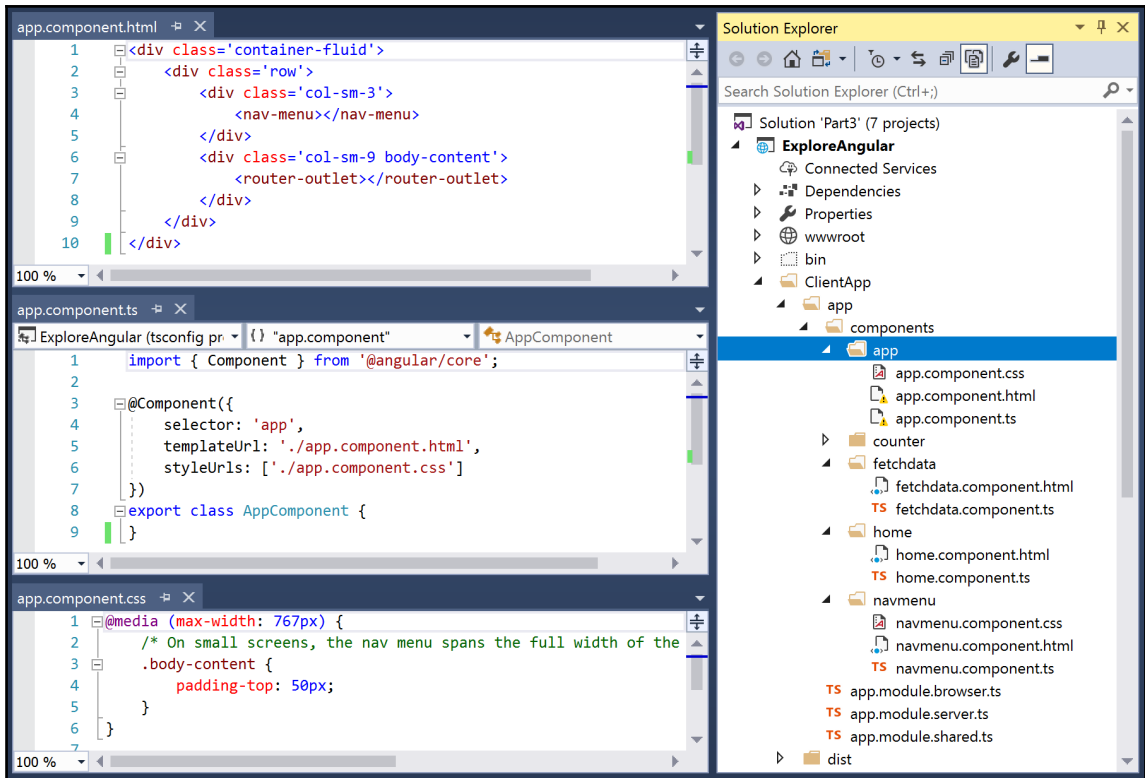 app.component.html
1 <div class='container-fluid'>
2 <div class='row'>
3 <div class='col-sm-3'>
4 <nav-menu></nav-menu>
5 </div>
6 <div class='col-sm-9 body-content'>
7 <router-outlet></router-outlet>
8 </div>
9 </div>
10 </div>
100 %
app.component.ts
ExploreAngular (tsconfig pr
{ } "app.component"
AppComponent
1 import { Component } from '@angular/core';
2
3 @Component({
4 selector: 'app',
5 templateUrl: './app.component.html',
6 styleUrls: ['./app.component.css']
7 })
8 export class AppComponent {
9 }
100 %
app.component.css
1 @media (max-width: 767px) {
2 /* On small screens, the nav menu spans the full width of the
3 .body-content {
4 padding-top: 50px;
5 }
6 }
7
100 %
Solution Explorer
Search Solution Explorer (Ctrl+;)
Solution 'Part3' (7 projects)
ExploreAngular
Connected Services
Dependencies
Properties
wwwroot
bin
ClientApp
app
components
app
app.component.css
app.component.html
app.component.ts
counter
fetchdata
fetchdata.component.html
TS fetchdata.component.ts
home
home.component.html
TS home.component.ts
navmenu
navmenu.component.css
navmenu.component.html
TS navmenu.component.ts
TS app.module.browser.ts
TS app.module.server.ts
TS app.module.shared.ts
dist